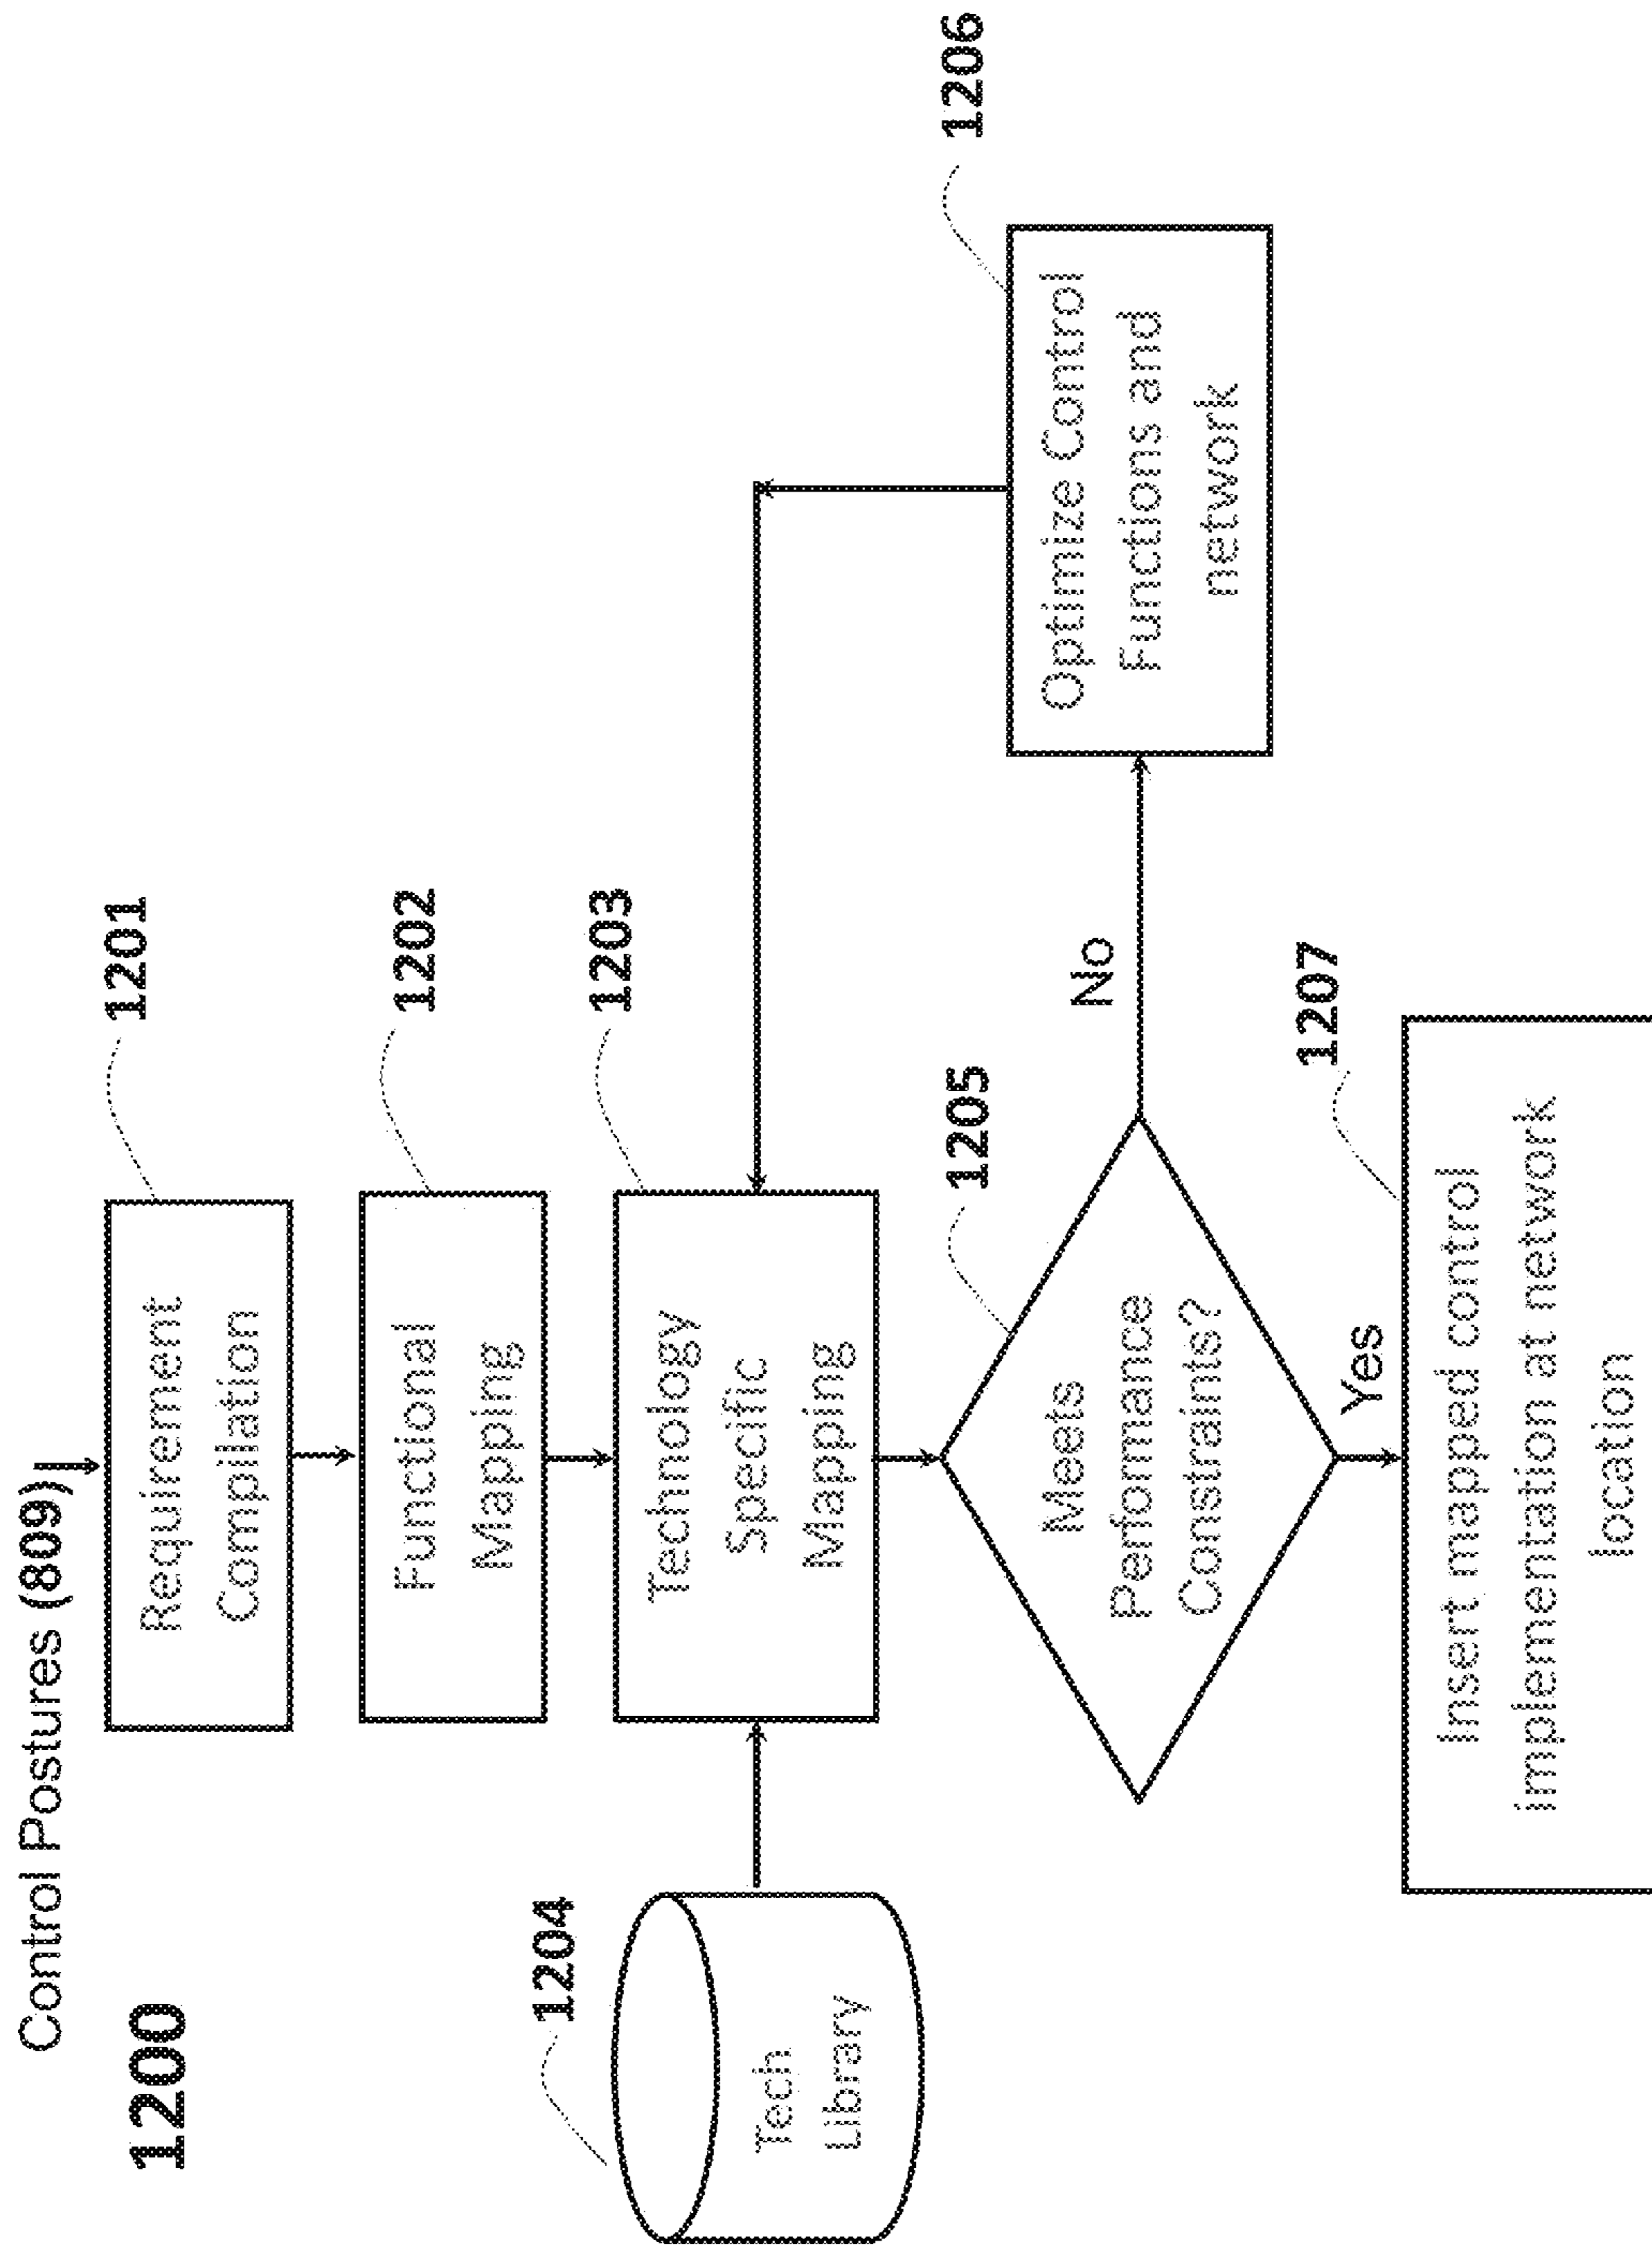 Control Postures (809)
1200
1201
Requirement
Compilation
1202
Functional
Mapping
1203
Technology
Specific
Mapping
1204
Tech
Library
1205
Meets
Performance
Constraints?
No
1206
Optimize Control
Functions and
network
Yes
1207
Insert mapped control
implementation at network
location